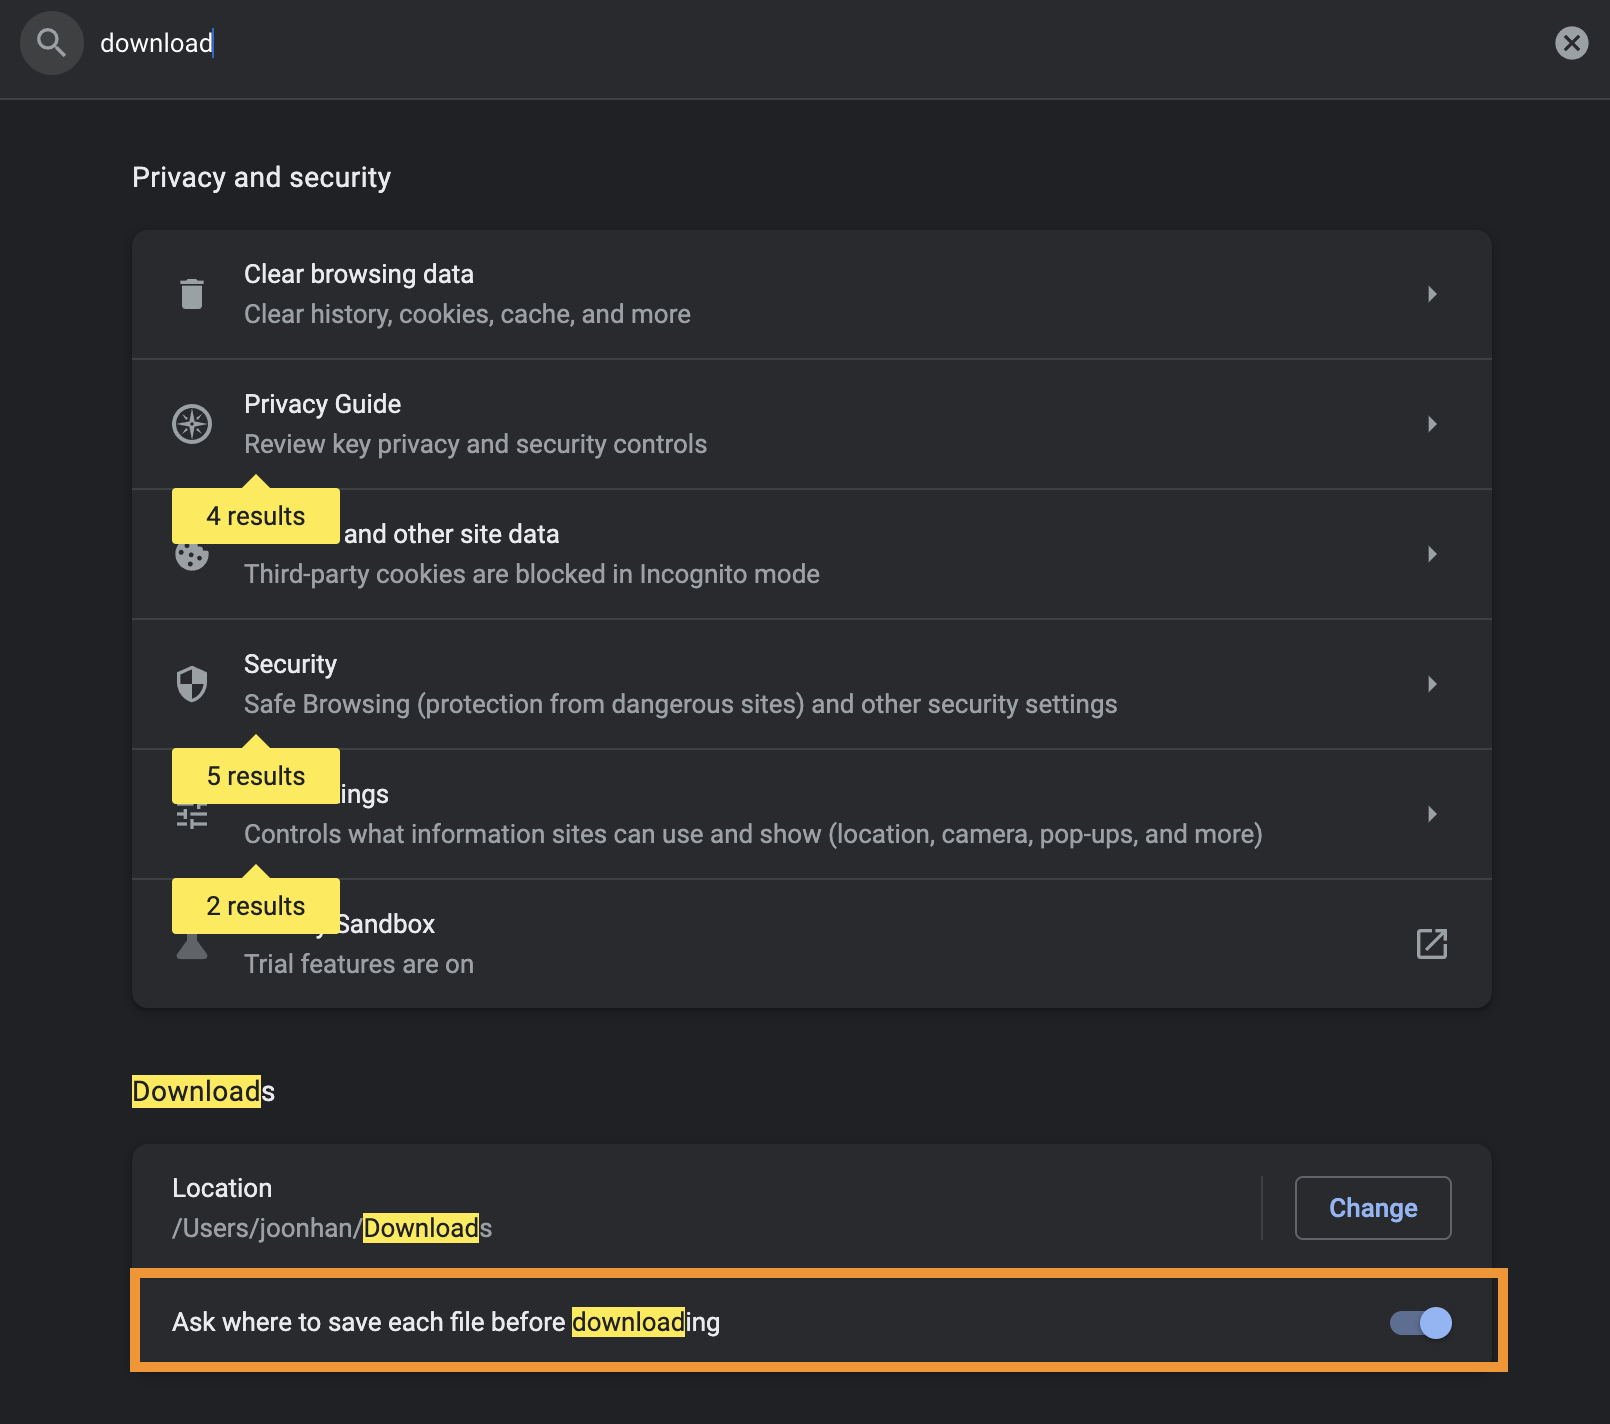 download
Privacy and security
Clear browsing data
Clear history, cookies, cache, and more
Privacy Guide
Review key privacy and security controls
4 results
and other site data
Third-party cookies are blocked in Incognito mode
Security
Safe Browsing (protection from dangerous sites) and other security settings
5 results
ings
Controls what information sites can use and show (location, camera, pop-ups, and more)
2 results
Sandbox
Trial features are on
Downloads
Location
/Users/joonhan/Downloads
Change
Ask where to save each file before downloading